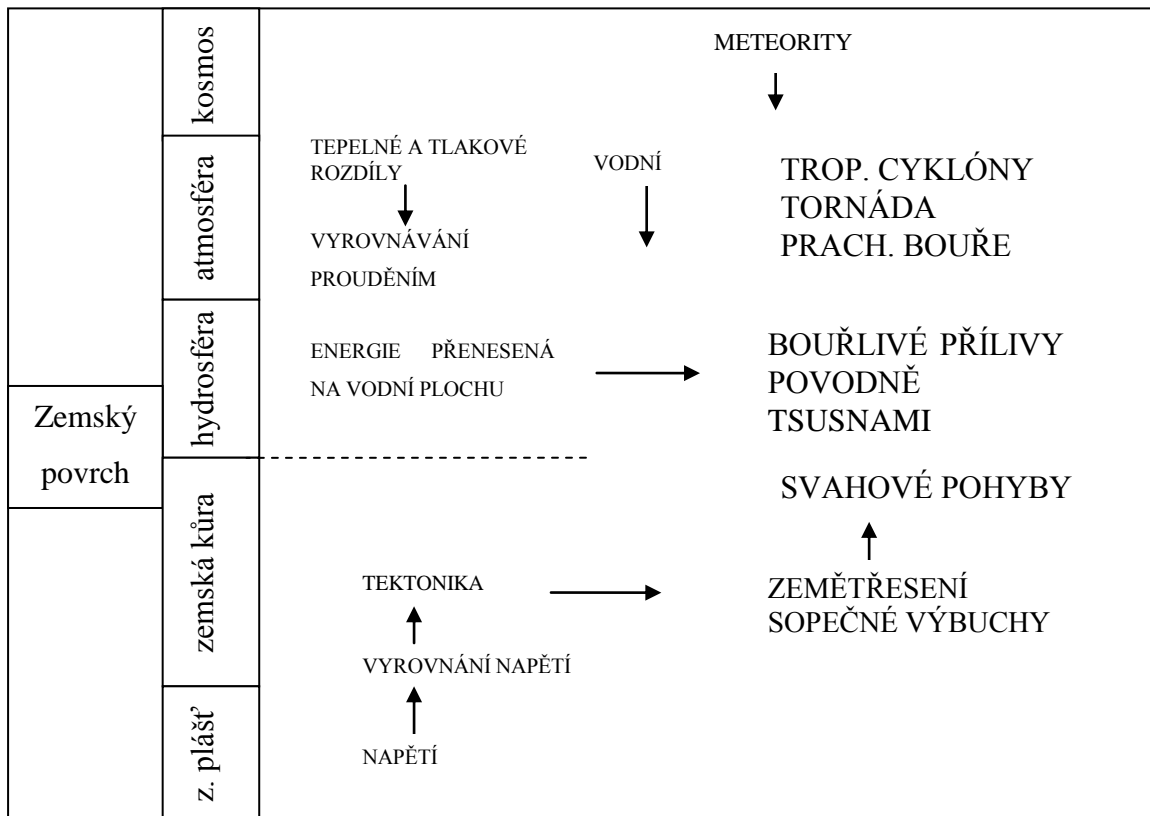 kosmos
METEORITY
atmosféra
TEPELNÉ A TLAKOVÉ
ROZDÍLY
VYROVNÁVÁNÍ
PROUDĚNÍM
VODNÍ
TROP. CYKLÓNY
TORNÁDA
PRACH. BOUŘE
hydrosféra
ENERGIE PŘENESENÁ
NA VODNÍ PLOCHU
BOUŘLIVÉ PŘÍLIVY
POVODNĚ
TSUSNAMI
Zemský
povrch
zemská kůra
SVAHOVÉ POHYBY
TEKTONIKA
ZEMĚTŘESENÍ
SOPEČNÉ VÝBUCHY
VYROVNÁNÍ NAPĚTÍ
z. plášť
NAPĚTÍ